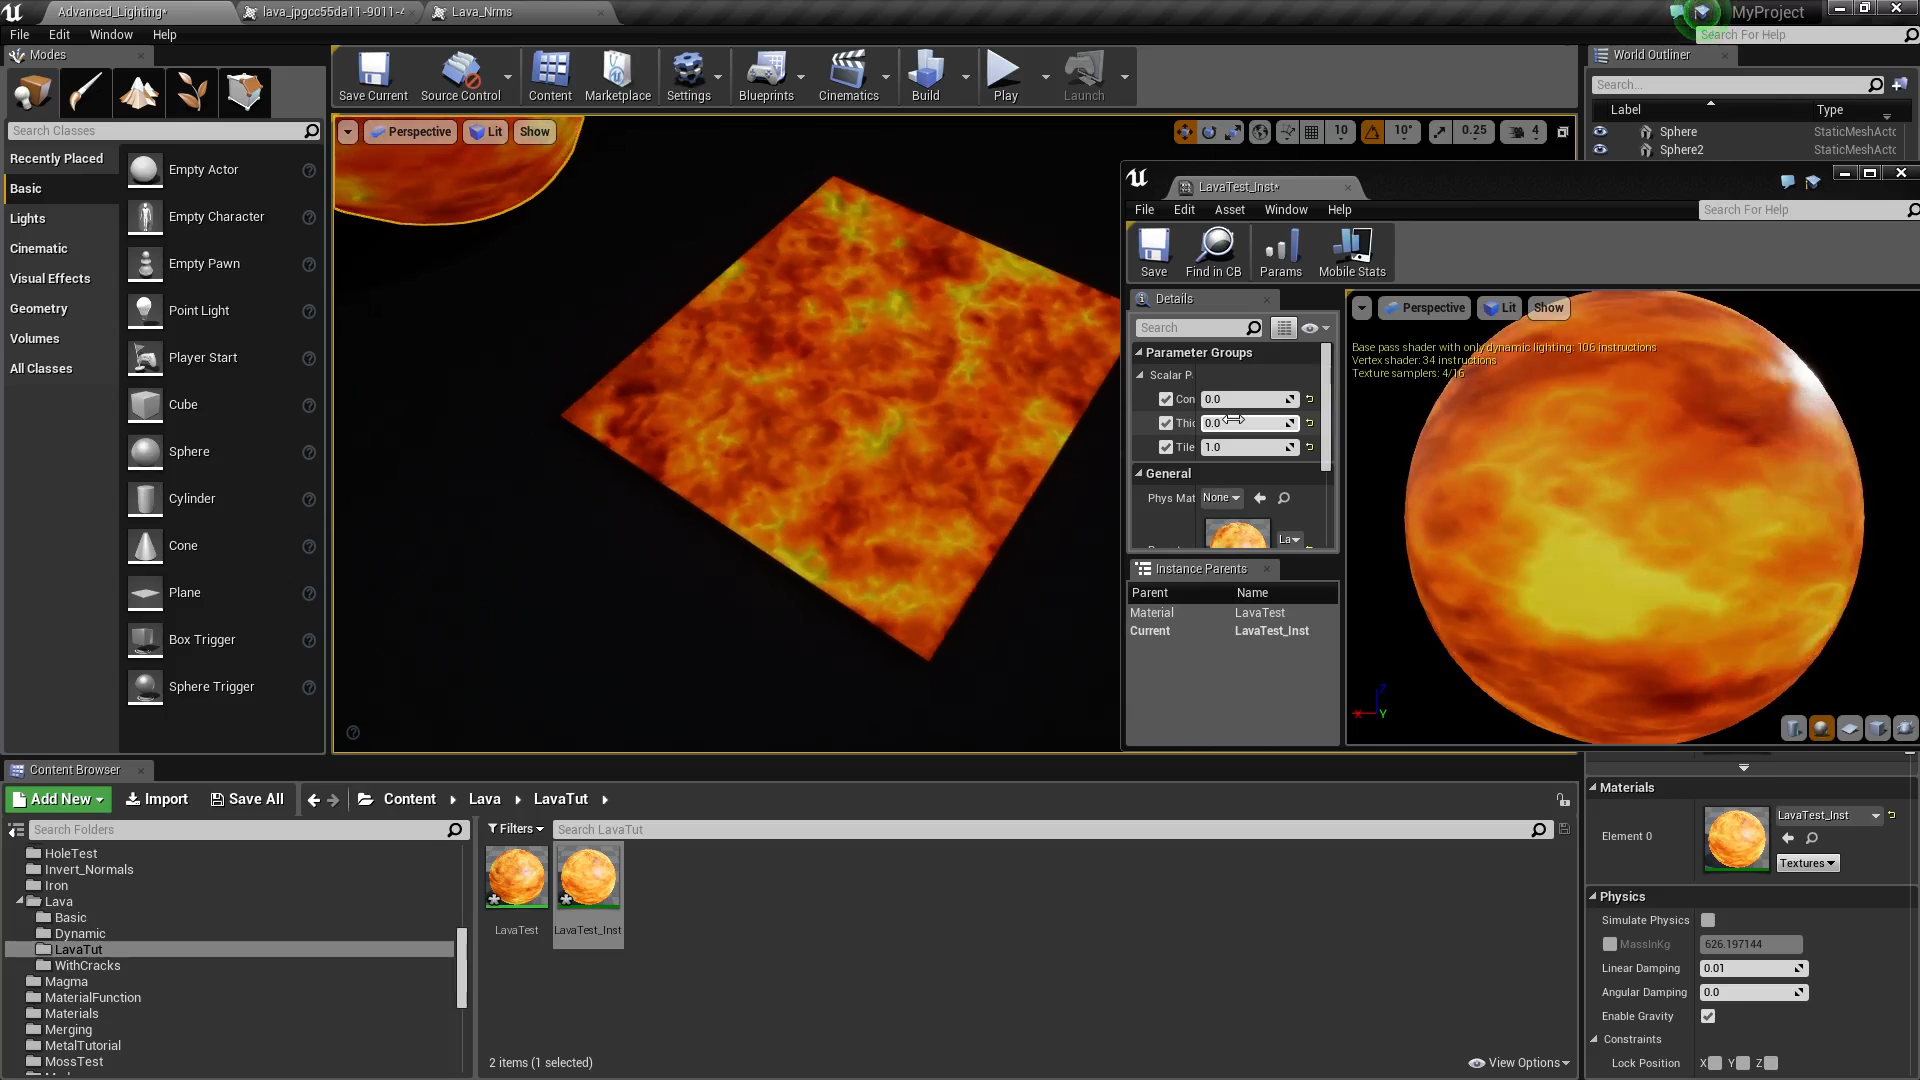 Advanced_Lighting*
lava_jpgcc55da11-9011-4
Lava_Nrms
MyProject
File Edit Window Help
Search For Help
Modes
Save Current
Source Control
Content
Marketplace
Settings
Blueprints
Cinematics
Build
Play
Launch
World Outliner
Search...
Label Type
Sphere StaticMeshActo
Sphere2 StaticMeshActo
Search Classes
Recently Placed
Basic
Lights
Cinematic
Visual Effects
Geometry
Volumes
All Classes
Empty Actor
Empty Character
Empty Pawn
Point Light
Player Start
Cube
Sphere
Cylinder
Cone
Plane
Box Trigger
Sphere Trigger
Perspective Lit Show
10 10° 0.25 4
LavaTest_Inst*
File Edit Asset Window Help
Search For Help
Save
Find in CB
Params
Mobile Stats
Details
Search
Parameter Groups
Scalar P
Con 0.0
Thic 0.0
Tile 1.0
General
Phys Mat None
La
Instance Parents
Parent Name
Material LavaTest
Current LavaTest_Inst
Perspective Lit Show
Base pass shader with only dynamic lighting: 106 instructions
Vertex shader: 34 instructions
Texture samplers: 4/16
Z
X Y
Content Browser
Add New Import Save All Content Lava LavaTut
Search Folders
Filters Search LavaTut
HoleTest
Invert_Normals
Iron
Lava
Basic
Dynamic
LavaTut
WithCracks
Magma
MaterialFunction
Materials
Merging
MetalTutorial
MossTest
LavaTest
LavaTest_Inst
2 items (1 selected)
View Options
Materials
Element 0
LavaTest_Inst
Textures
Physics
Simulate Physics
MassInKg 626.197144
Linear Damping 0.01
Angular Damping 0.0
Enable Gravity
Constraints
Lock Position X Y Z